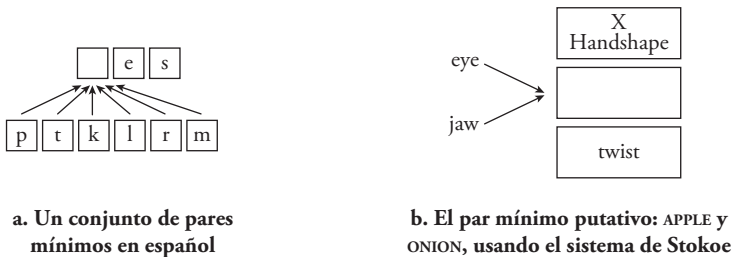 e s
p t k l r m
a. Un conjunto de pares
mínimos en español
X
Handshape
eye
jaw
twist
b. El par mínimo putativo: APPLE y
ONION, usando el sistema de Stokoe